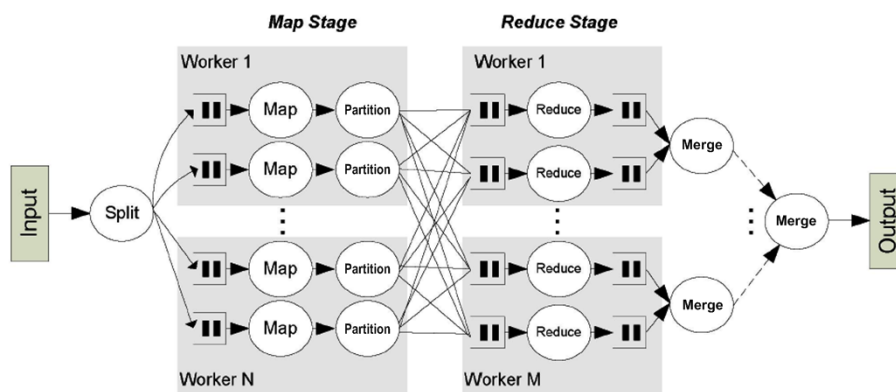 Map Stage
Reduce Stage
Worker 1
Worker 1
Map
Partition
Reduce
Map
Partition
Reduce
Merge
Input
Split
Merge
Output
Map
Partition
Reduce
Merge
Map
Partition
Reduce
Worker N
Worker M